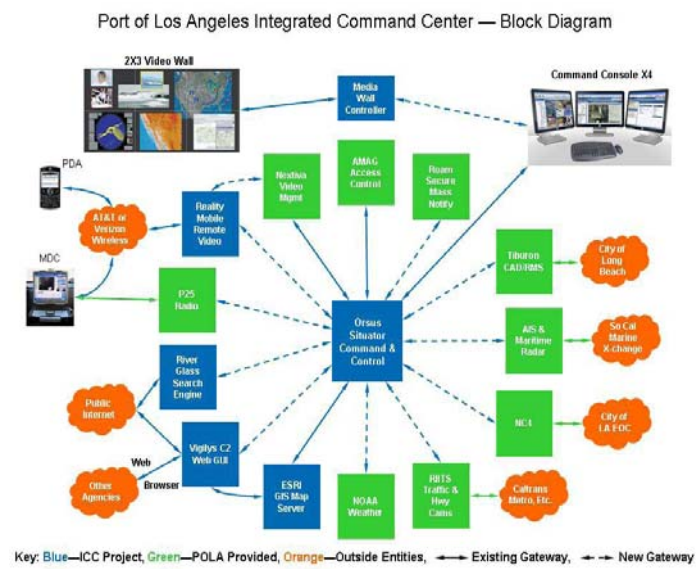 Port of Los Angeles Integrated Command Center — Block Diagram
2X3 Video Wall
Command Console X4
Media
Wall
Controller
PDA
Nextiva
Video
Mgmt
AMAG
Access
Control
Roam
Secure
Mass
Notify
AT&T or
Verizon
Wireless
Reality
Mobile
Remote
Video
MDC
P25
Radio
Tiburon
CAD/RMS
City of
Long
Beach
Orsus
Situator
Command &
Control
AIS &
Maritime
Radar
So Cal
Marine
X-change
River
Glass
Search
Engine
Public
Internet
NC4
City of
LA EOC
Vigilys C2
Web GUI
Web
Browser
Other
Agencies
ESRI
GIS Map
Server
NOAA
Weather
RIITS
Traffic &
Hwy
Cams
Caltrans
Metro, Etc.
Key: Blue—ICC Project, Green—POLA Provided, Orange—Outside Entities, Existing Gateway, New Gateway